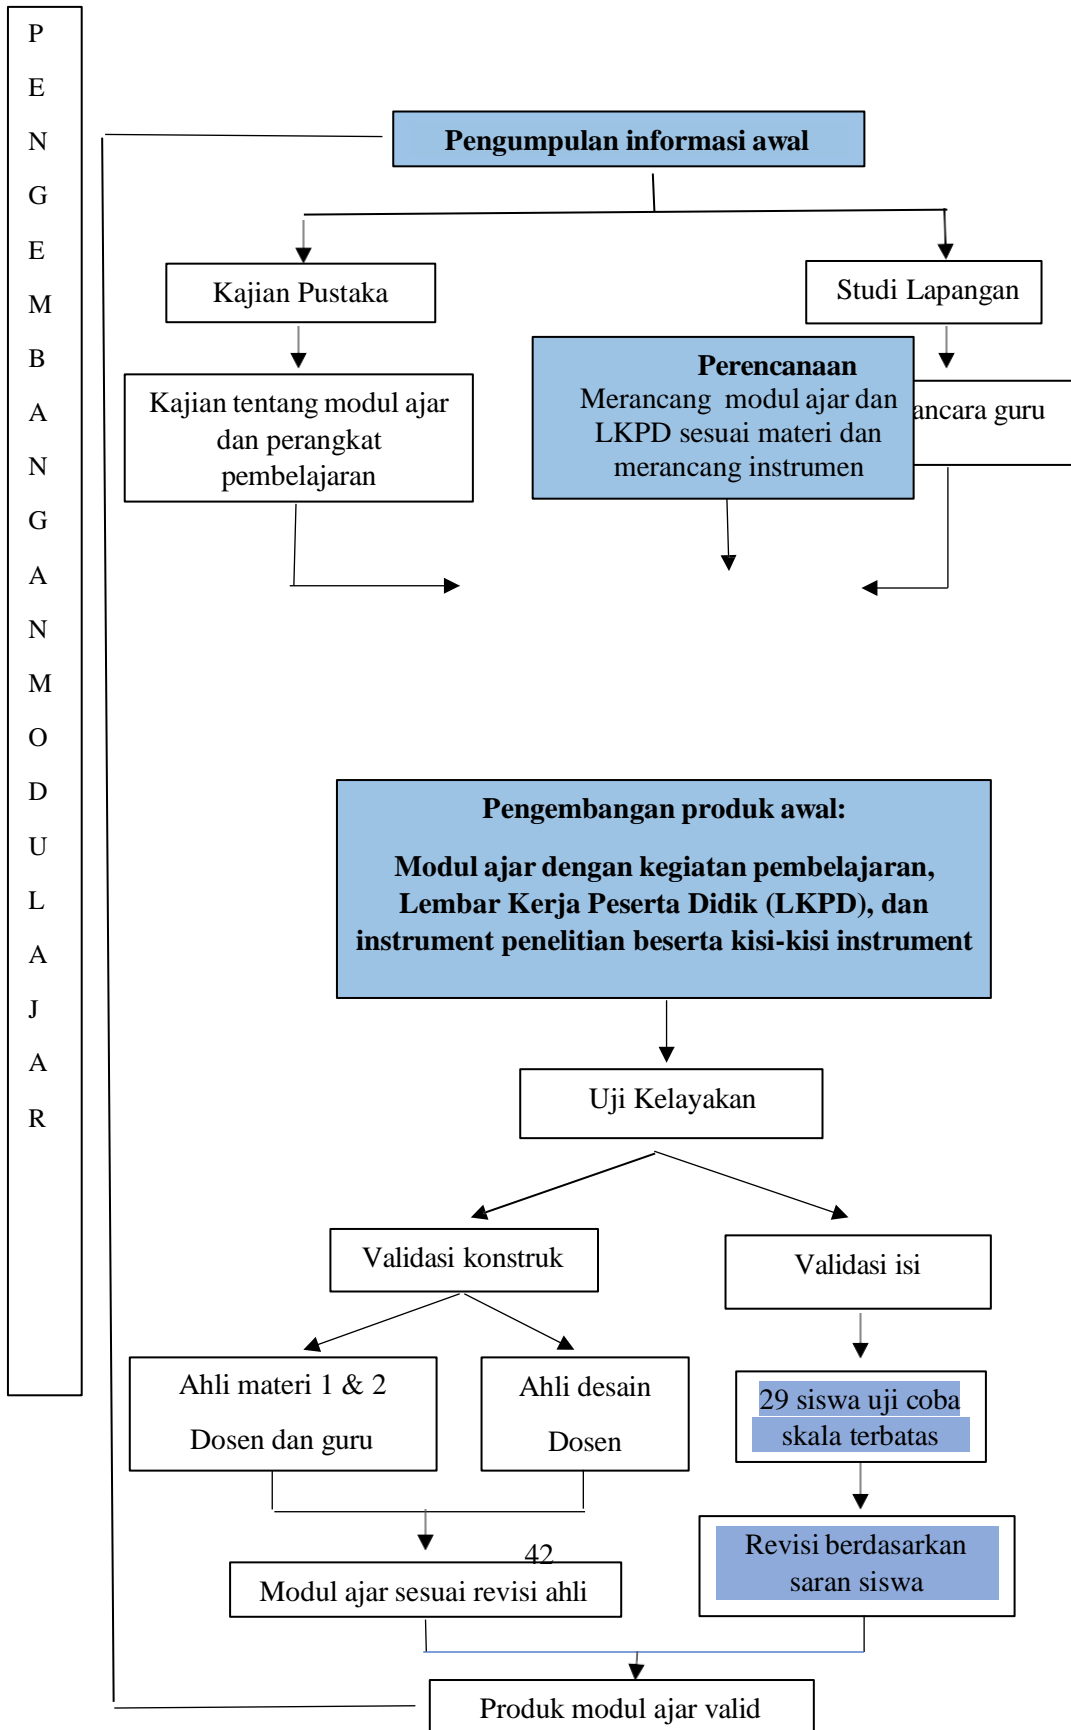 P
E
N
G
E
M
B
A
N
G
A
N
M
O
D
U
L
A
J
A
R
Pengumpulan informasi awal
Kajian Pustaka
Studi Lapangan
Kajian tentang modul ajar
dan perangkat
pembelajaran
Perencanaan
Merancang modul ajar dan
LKPD sesuai materi dan
merancang instrumen
ancara guru
Pengembangan produk awal:
Modul ajar dengan kegiatan pembelajaran,
Lembar Kerja Peserta Didik (LKPD), dan
instrument penelitian beserta kisi-kisi instrument
Uji Kelayakan
Validasi konstruk
Validasi isi
Ahli materi 1 & 2
Dosen dan guru
Ahli desain
Dosen
29 siswa uji coba
skala terbatas
42
Modul ajar sesuai revisi ahli
Revisi berdasarkan
saran siswa
Produk modul ajar valid